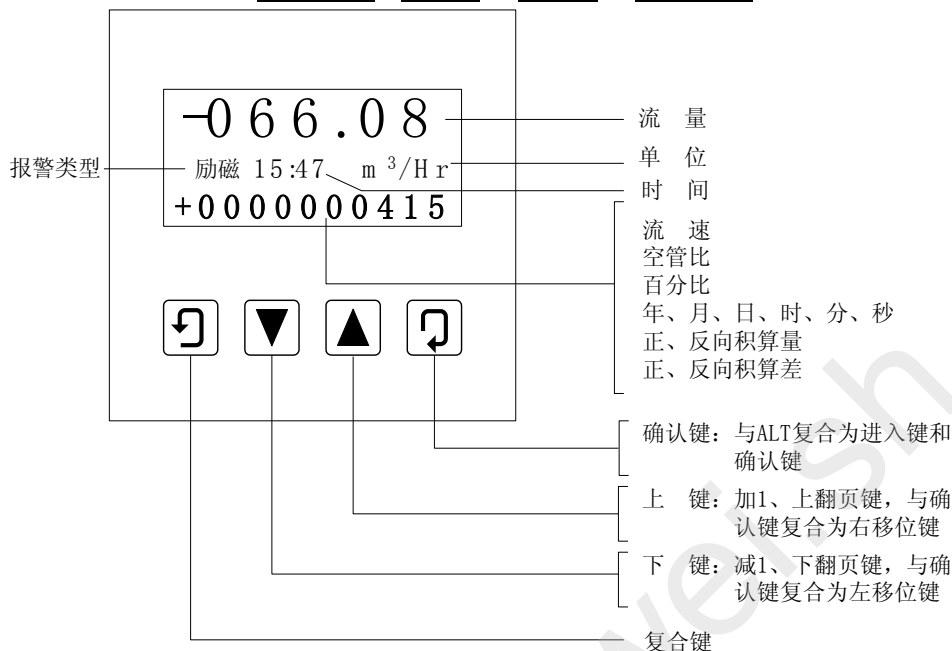 -066.08
励磁 15:47 m³/Hr
+0000000415
报警类型
流 量
单 位
时 间
流 速
空管比
百分比
年、月、日、时、分、秒
正、反向积算量
正、反向积算差
确认键：与ALT复合为进入键和
确认键
上 键：加1、上翻页键，与确
认键复合为右移位键
下 键：减1、下翻页键，与确
认键复合为左移位键
复合键
wei.sh